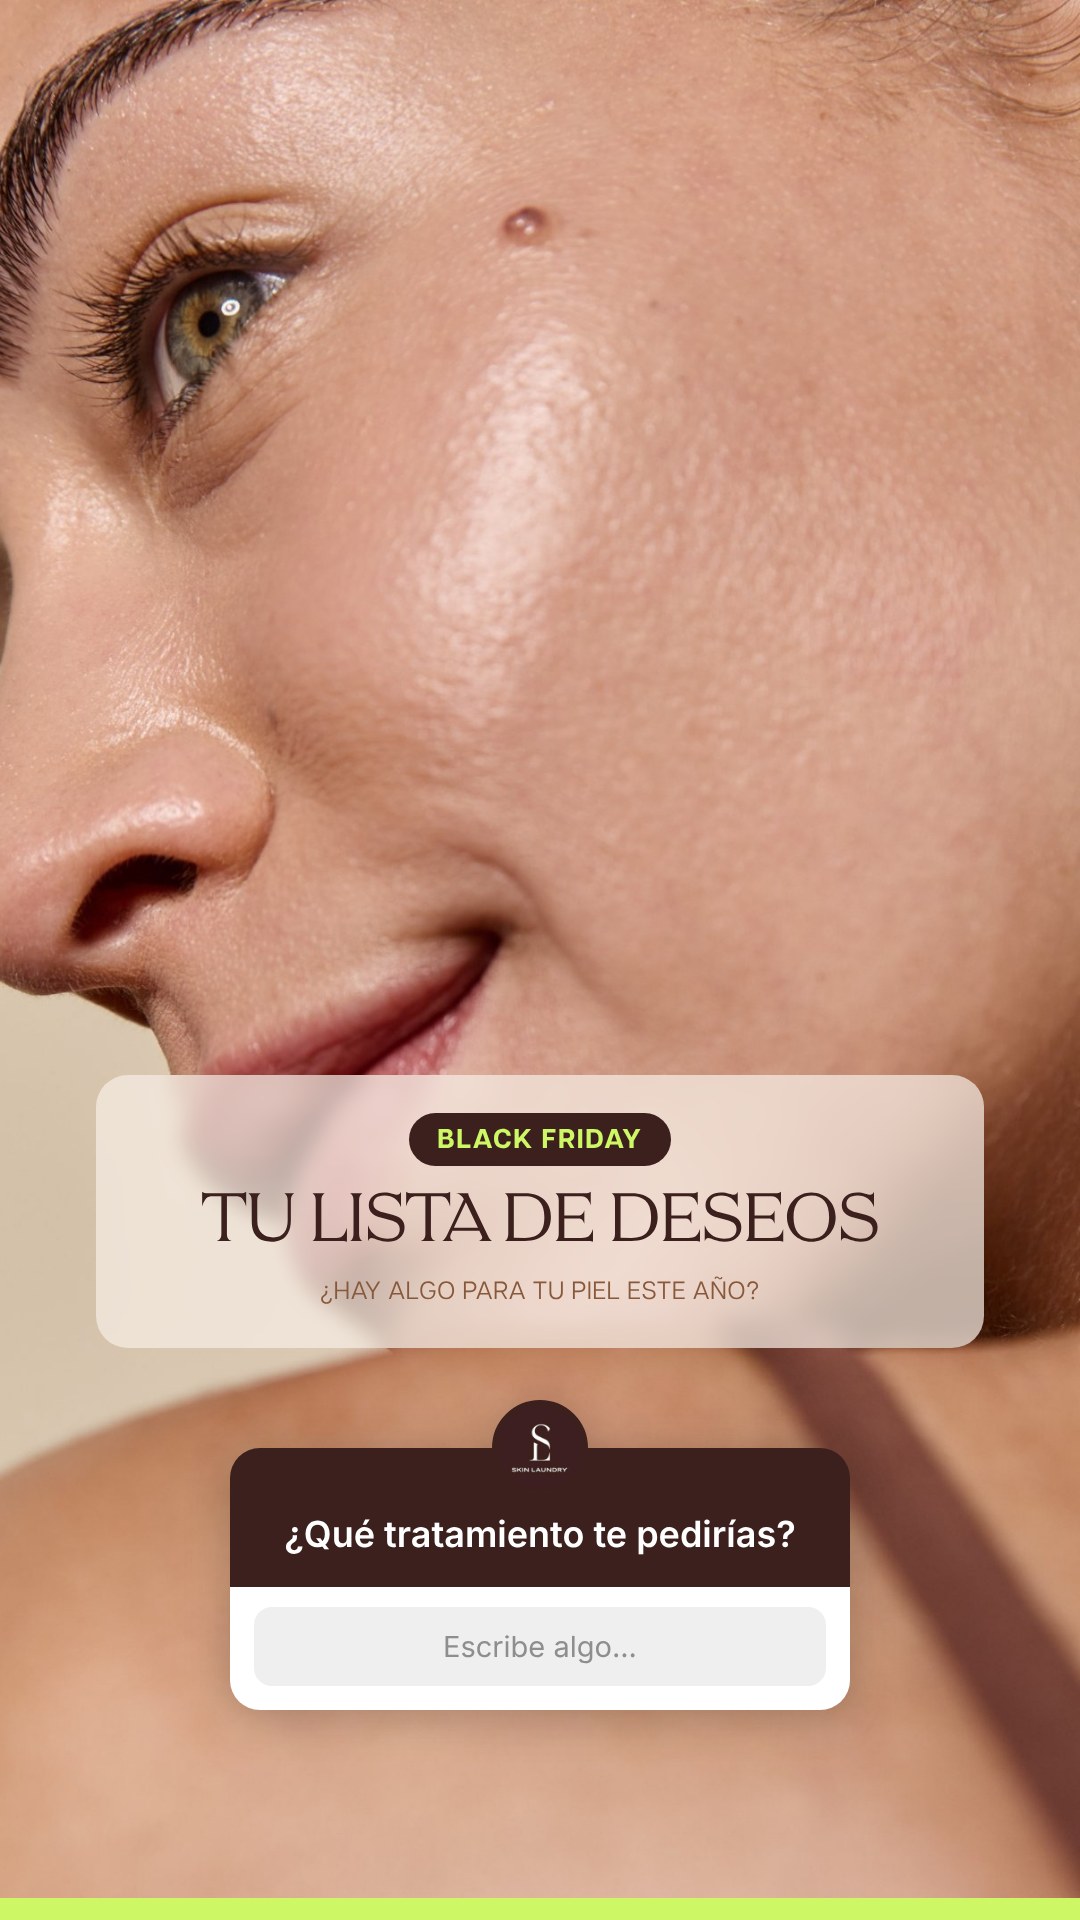 BLACK FRIDAY
TU LISTA DE DESEOS
¿HAY ALGO PARA TU PIEL ESTE AÑO?
SL
SKIN LAUNDRY
¿Qué tratamiento te pedirías?
Escribe algo...